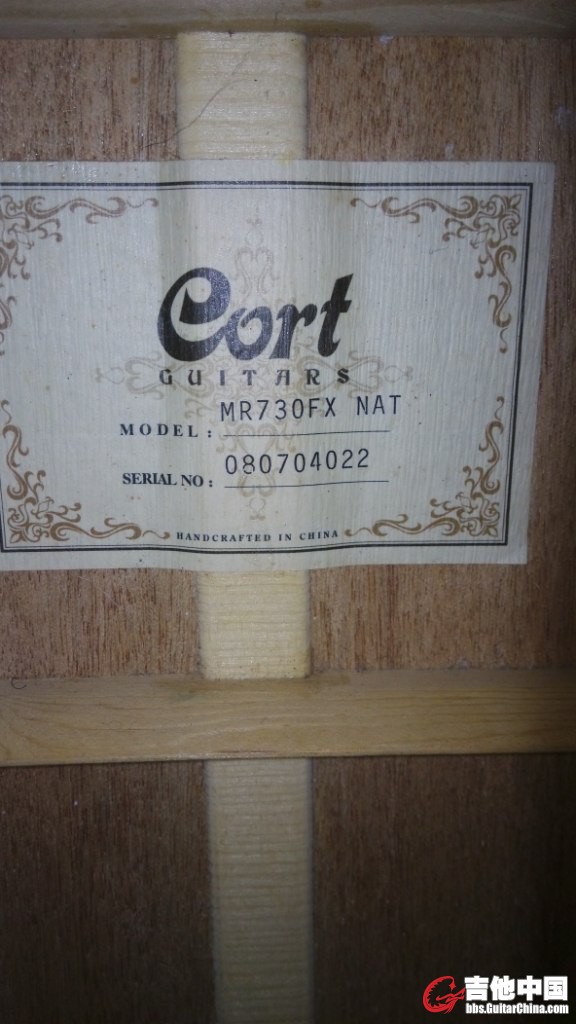 Cort
GUITARS
MODEL: MR730FX NAT
SERIAL NO: 080704022
HANDCRAFTED IN CHINA
吉他中国
bbs.GuitarChina.com